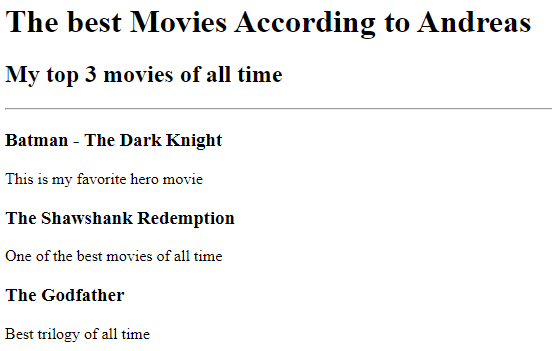 The best Movies According to Andreas
My top 3 movies of all time
Batman - The Dark Knight
This is my favorite hero movie
The Shawshank Redemption
One of the best movies of all time
The Godfather
Best trilogy of all time